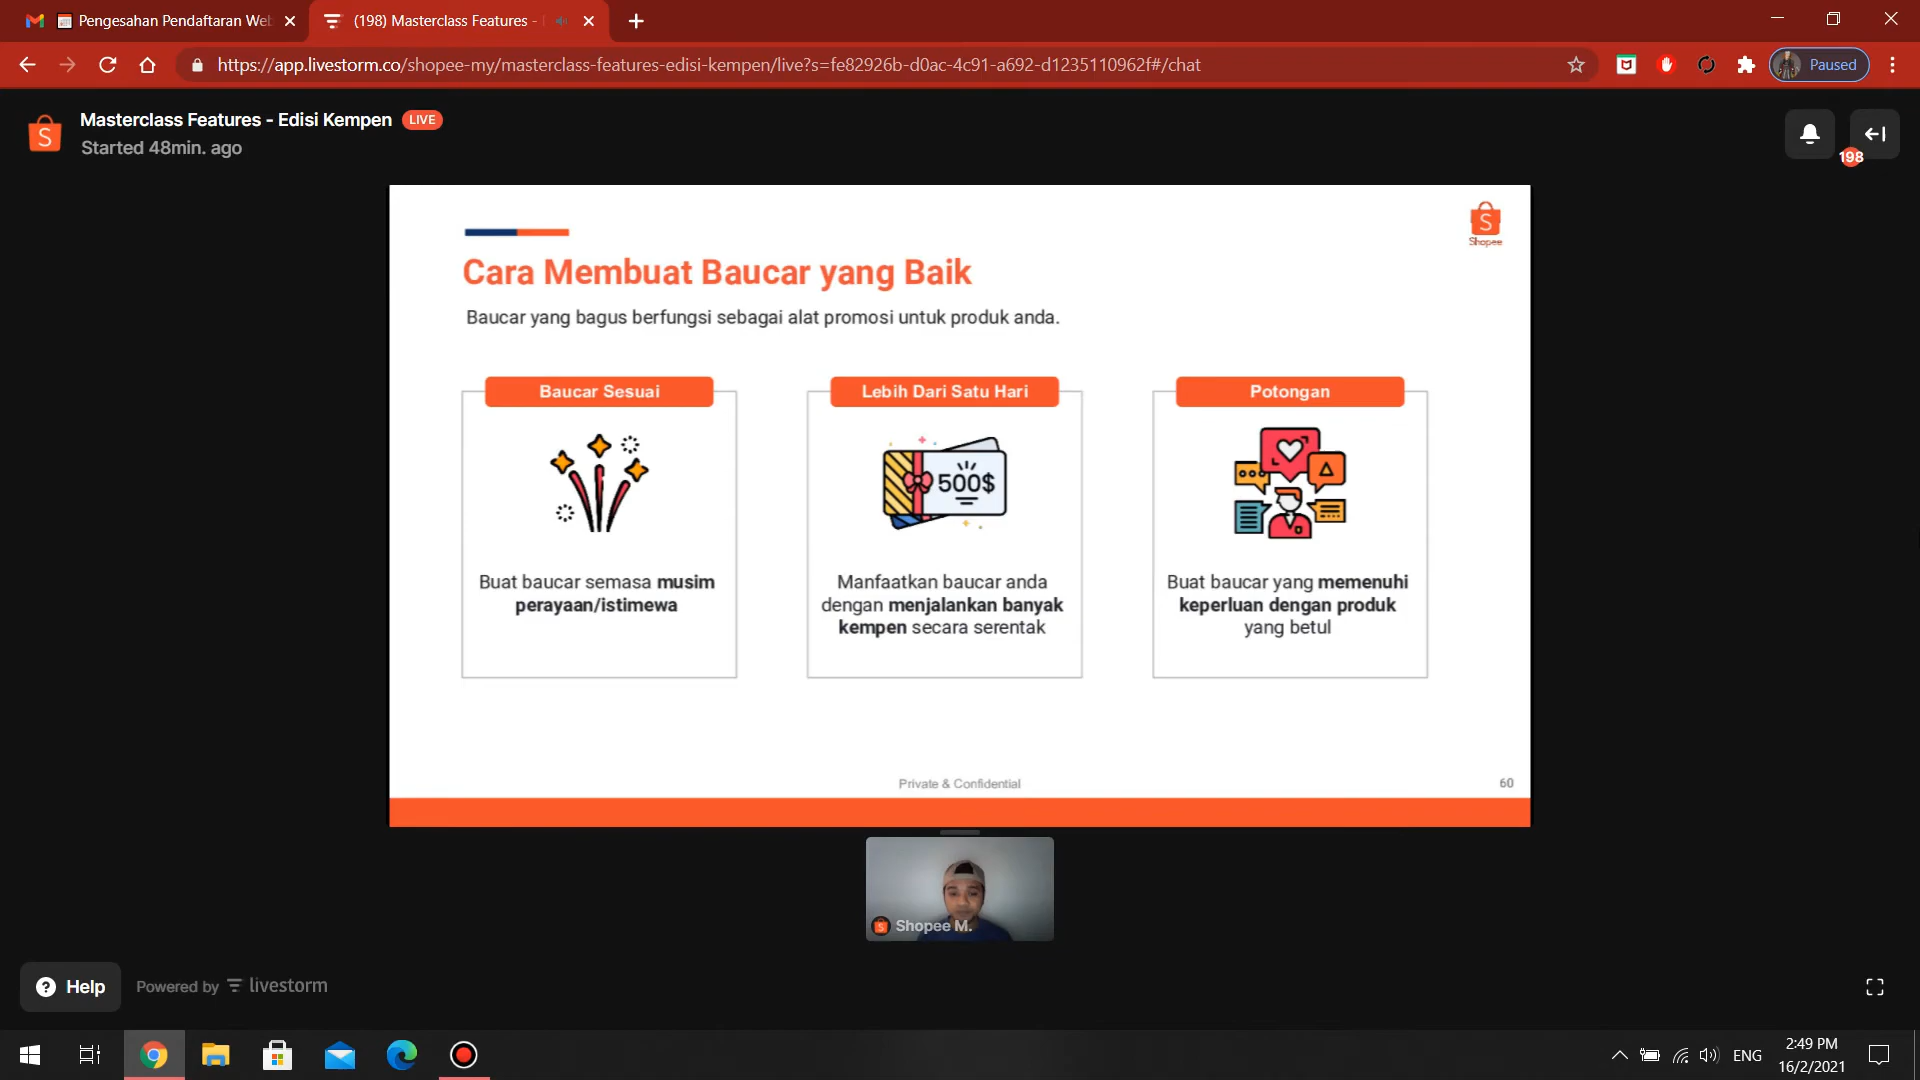 Pengesahan Pendaftaran Web
(198) Masterclass Features -
https://app.livestorm.co/shopee-my/masterclass-features-edisi-kempen/live?s=fe82926b-d0ac-4c91-a692-d1235110962f#/chat
Paused
Masterclass Features - Edisi Kempen LIVE
Started 48min. ago
198
Shopee
Cara Membuat Baucar yang Baik
Baucar yang bagus berfungsi sebagai alat promosi untuk produk anda.
Baucar Sesuai
Buat baucar semasa musim
perayaan/istimewa
Lebih Dari Satu Hari
500$
Manfaatkan baucar anda
dengan menjalankan banyak
kempen secara serentak
Potongan
Buat baucar yang memenuhi
keperluan dengan produk
yang betul
Private & Confidential
60
Shopee M.
Help
Powered by livestorm
ENG
2:49 PM
16/2/2021